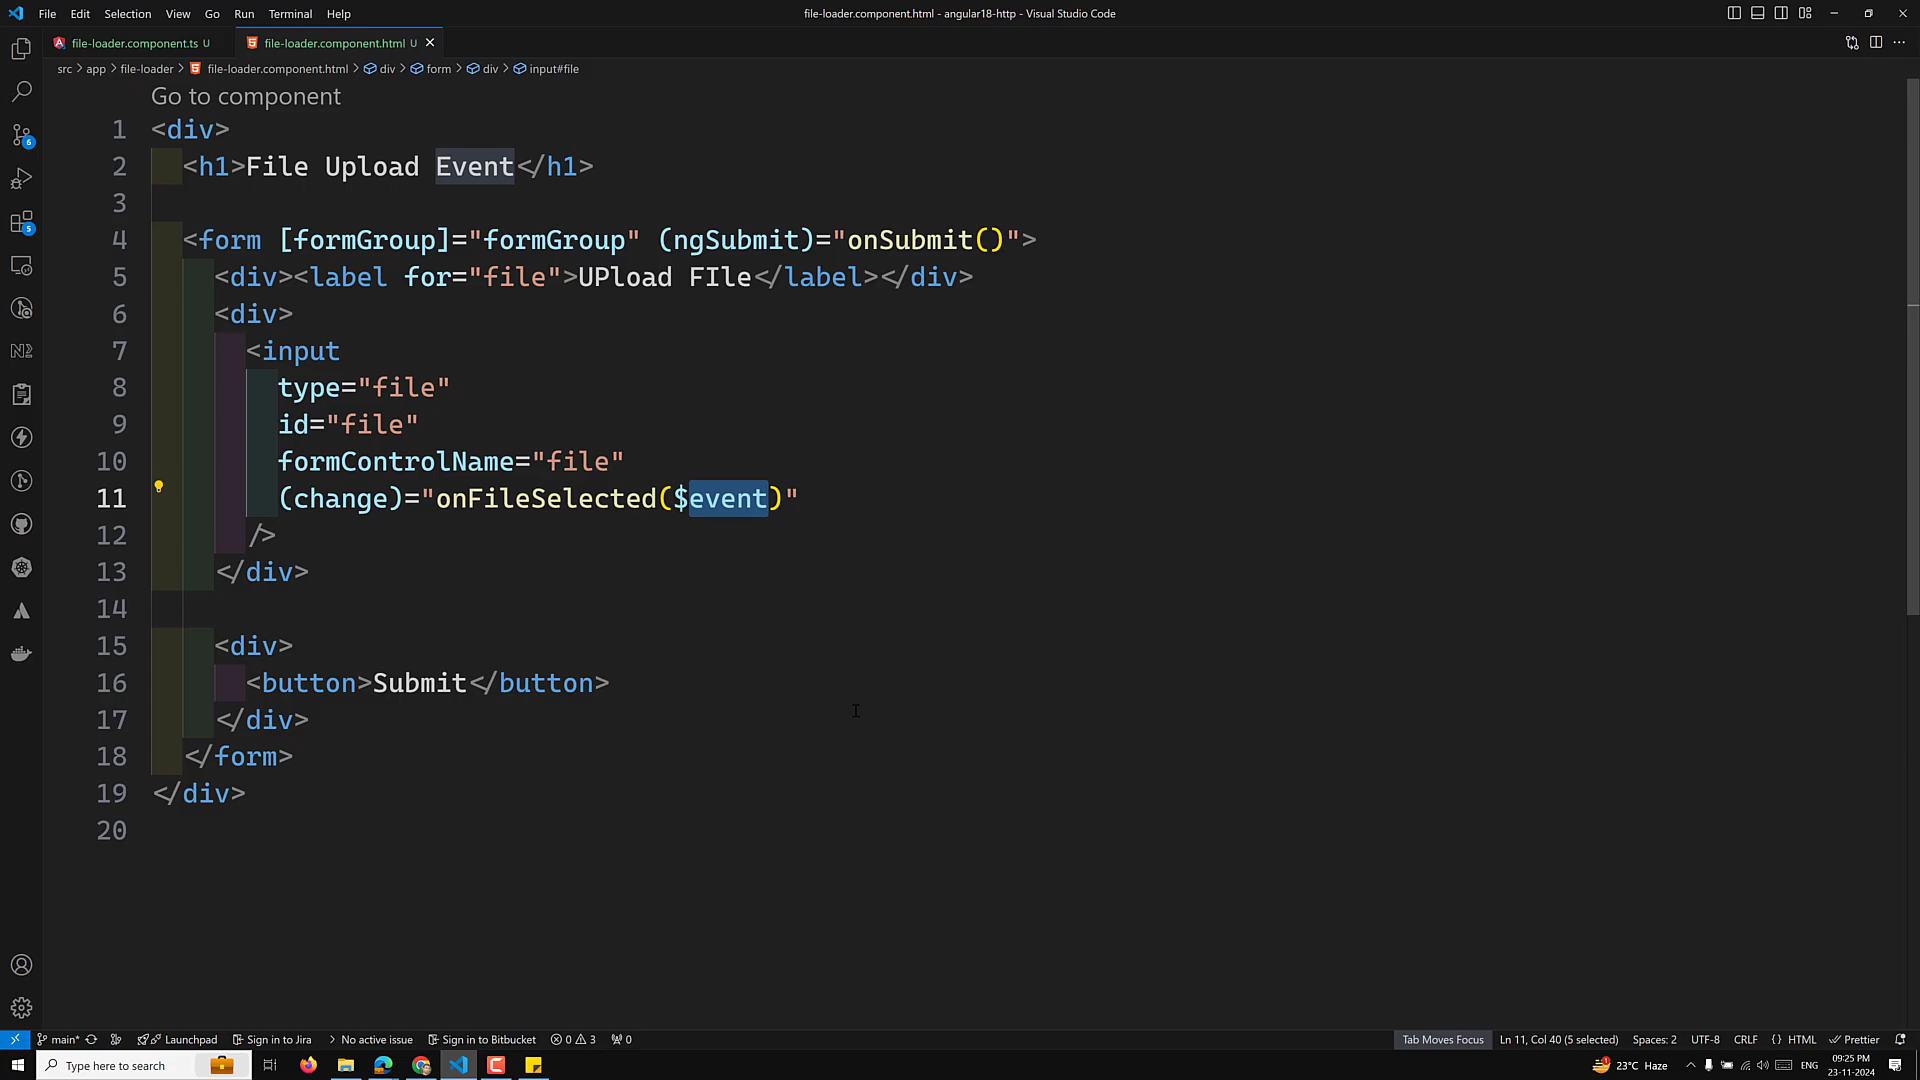 File Edit Selection View Go Run Terminal Help
file-loader.component.html - angular18-http - Visual Studio Code
file-loader.component.ts U
file-loader.component.html U
src > app > file-loader > file-loader.component.html > div > form > div > input#file
Go to component
1 <div>
2 <h1>File Upload Event</h1>
3
4 <form [formGroup]="formGroup" (ngSubmit)="onSubmit()">
5 <div><label for="file">UPload FIle</label></div>
6 <div>
7 <input
8 type="file"
9 id="file"
10 formControlName="file"
11 (change)="onFileSelected($event)"
12 />
13 </div>
14
15 <div>
16 <button>Submit</button>
17 </div>
18 </form>
19 </div>
20
6
5
N2
main* Launchpad Sign in to Jira No active issue Sign in to Bitbucket 0 3 0
Tab Moves Focus Ln 11, Col 40 (5 selected) Spaces: 2 UTF-8 CRLF { } HTML Prettier
Type here to search
1 23°C Haze ENG
09:25 PM
23-11-2024